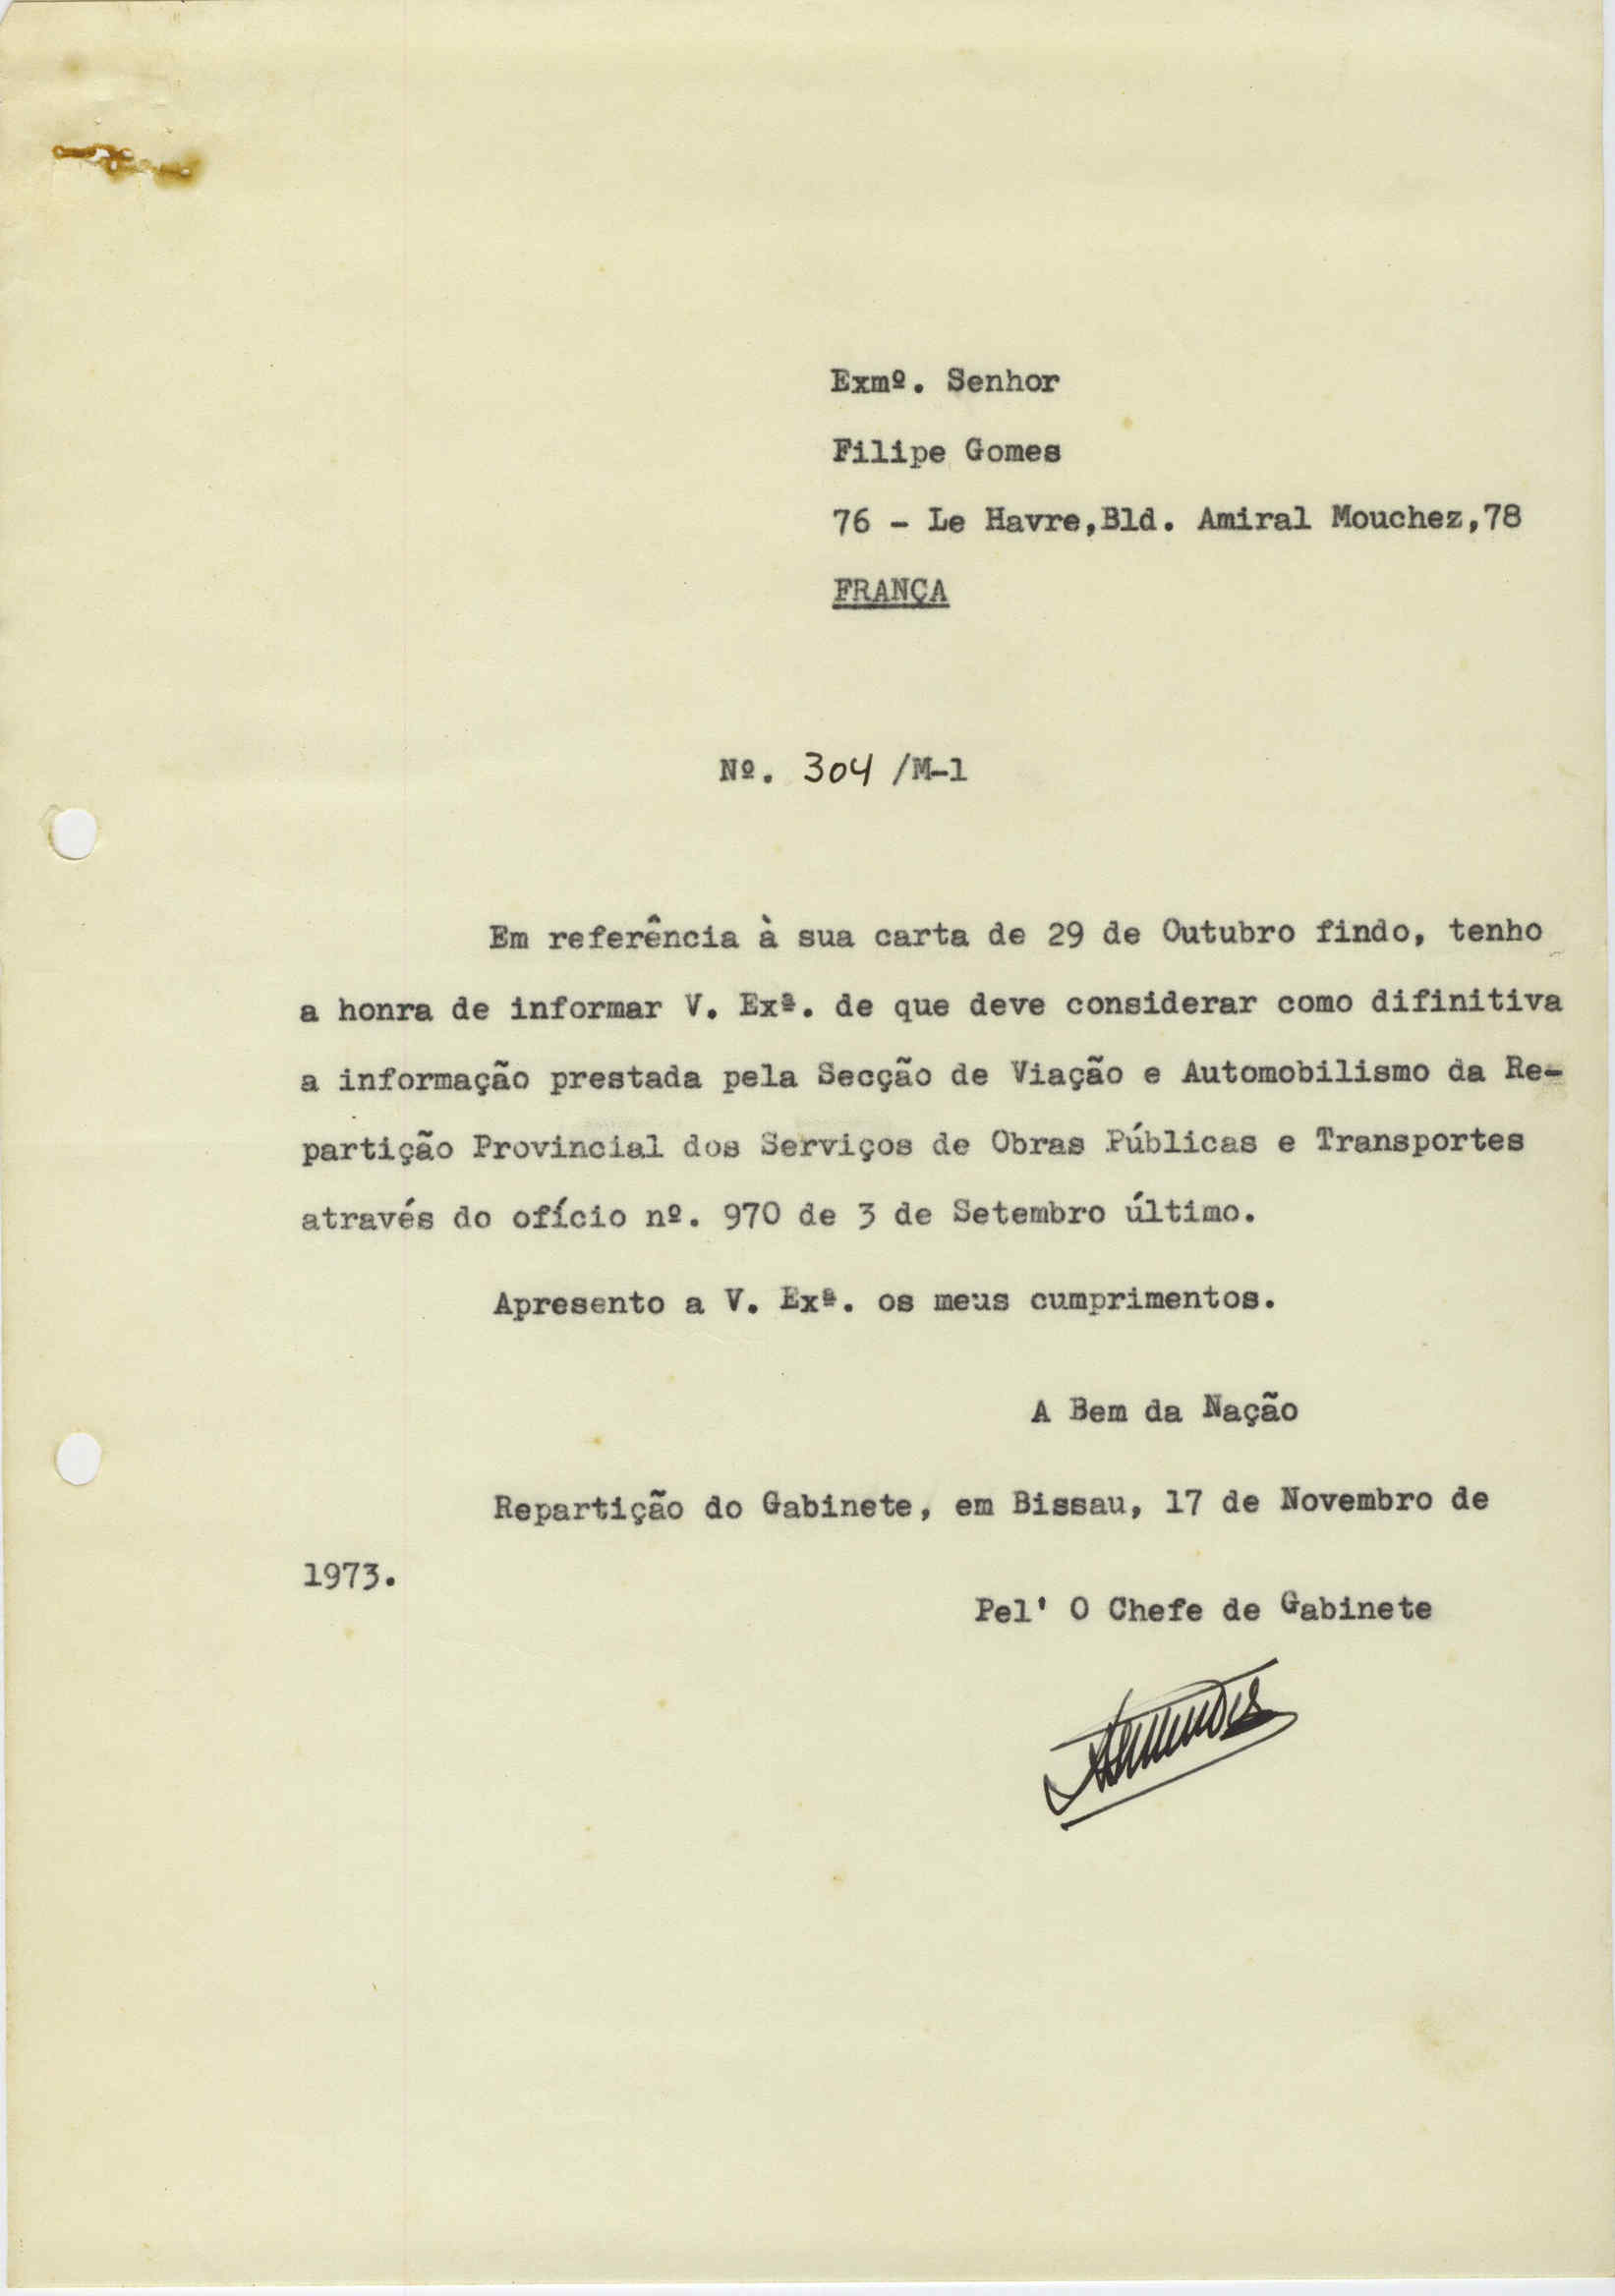 Exmº. Senhor
Filipe Gomes
76 - Le Havre,Bld. Amiral Mouchez,78
FRANÇA
Nº. 304 /M-1
Em referência à sua carta de 29 de Outubro findo, tenho
a honra de informar V. Exª. de que deve considerar como difinitiva
a informação prestada pela Secção de Viação e Automobilismo da Re-
partição Provincial dos Serviços de Obras Públicas e Transportes
através do ofício nº. 970 de 3 de Setembro último.
Apresento a V. Exª. os meus cumprimentos.
A Bem da Nação
Repartição do Gabinete, em Bissau, 17 de Novembro de
1973.
Pel' O Chefe de Gabinete